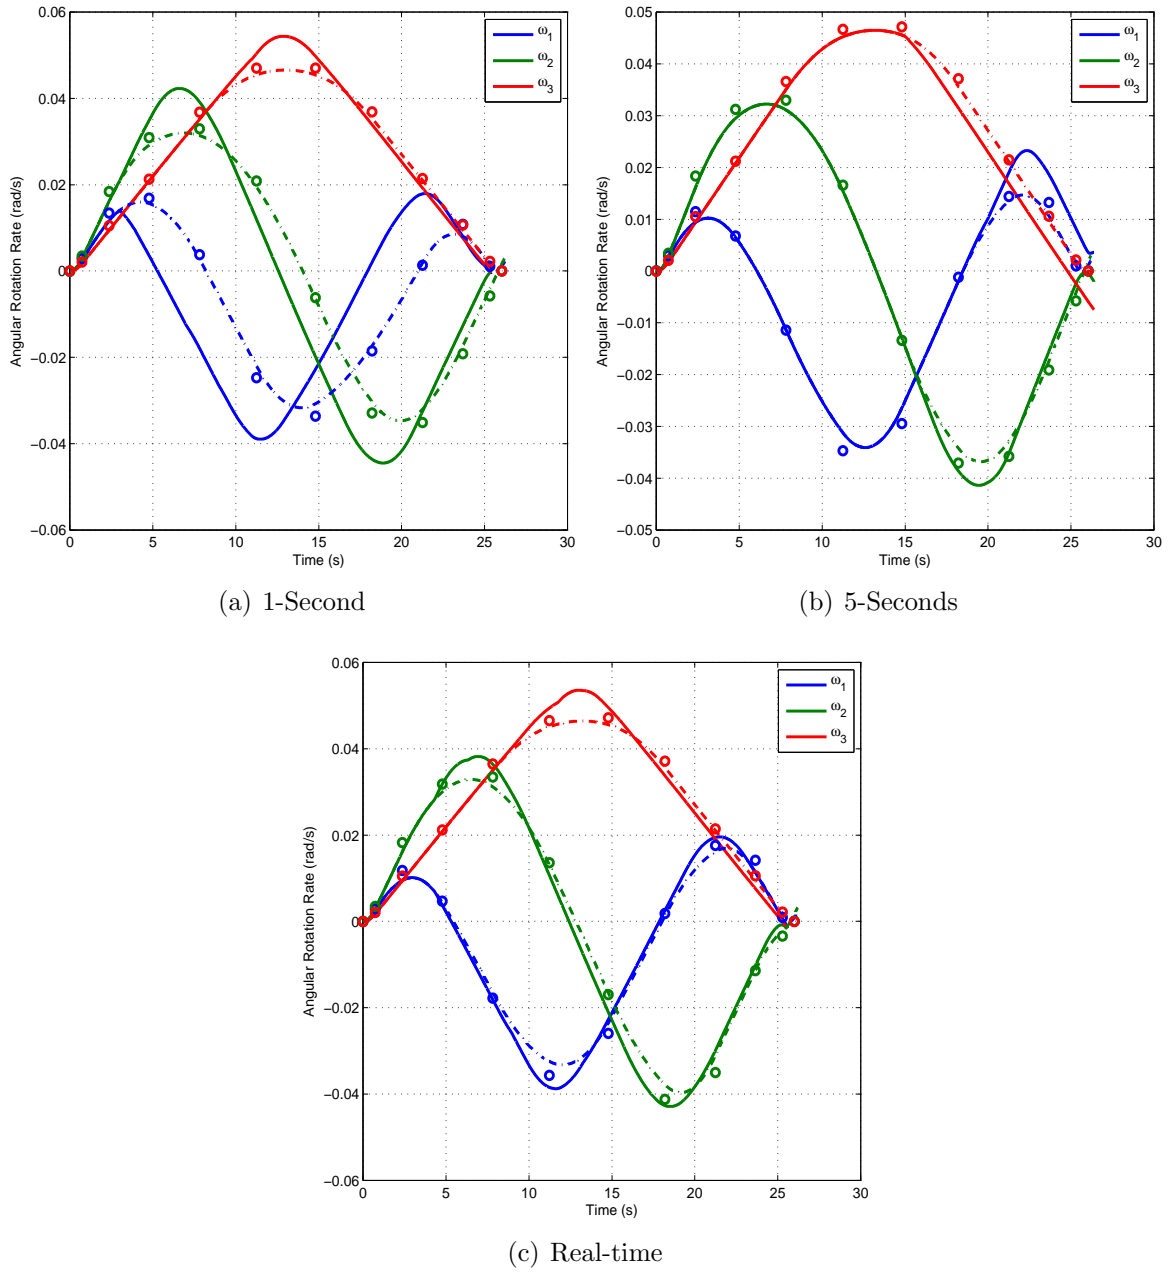 0.06
0.04
0.02
0
−0.02
−0.04
−0.06
Angular Rotation Rate (rad/s)
0 5 10 15 20 25 30
Time (s)
ω1
ω2
ω3
(a) 1-Second
0.05
0.04
0.03
0.02
0.01
0
−0.01
−0.02
−0.03
−0.04
−0.05
Angular Rotation Rate (rad/s)
0 5 10 15 20 25 30
Time (s)
ω1
ω2
ω3
(b) 5-Seconds
0.06
0.04
0.02
0
−0.02
−0.04
−0.06
Angular Rotation Rate (rad/s)
0 5 10 15 20 25 30
Time (s)
ω1
ω2
ω3
(c) Real-time